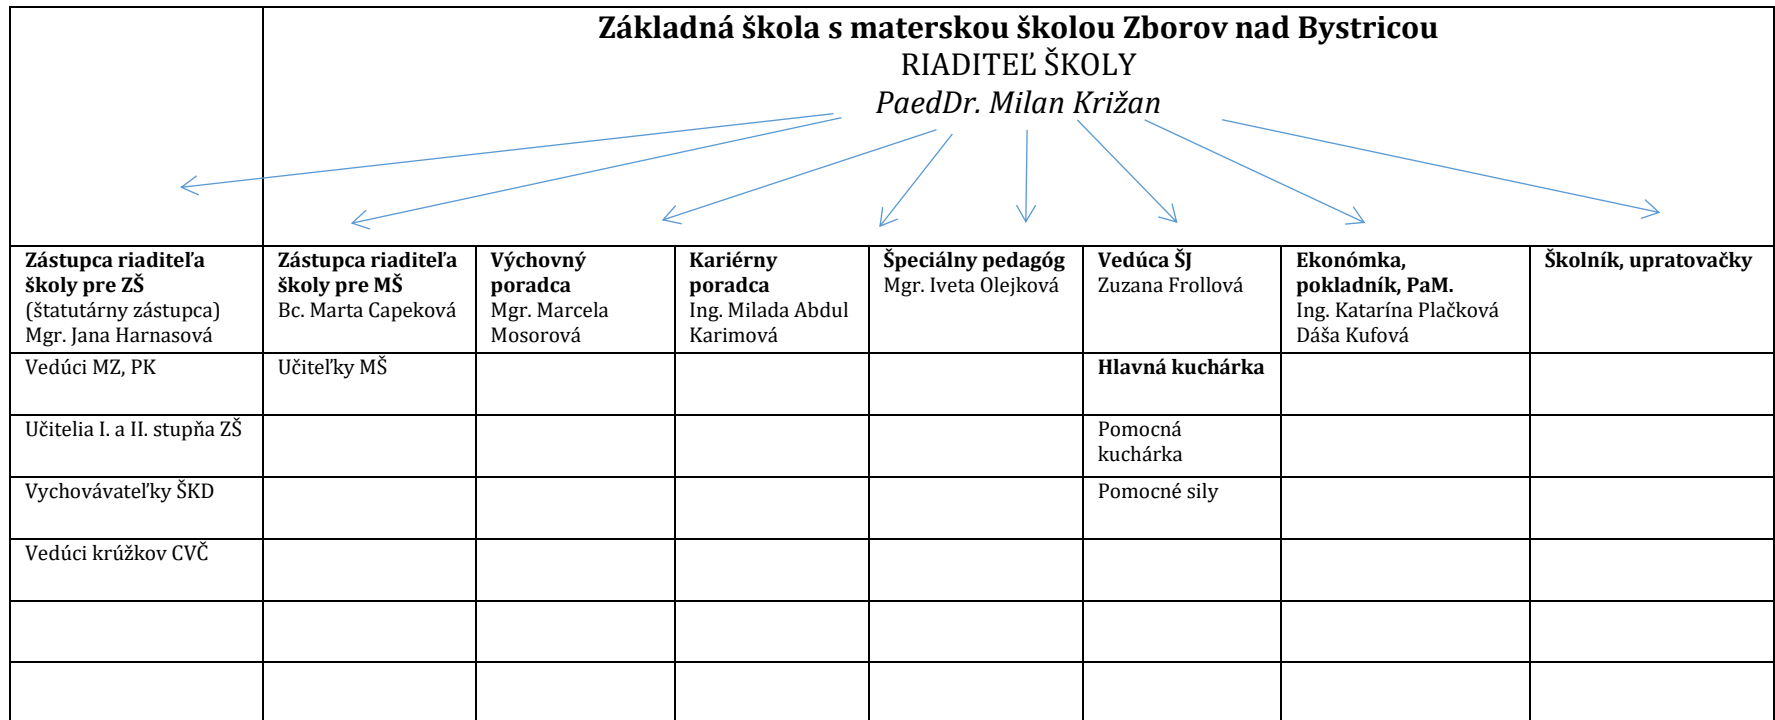 Základná škola s materskou školou Zborov nad Bystricou
RIADITEĽ ŠKOLY
PaedDr. Milan Križan
Zástupca riaditeľa
školy pre ZŠ
(štatutárny zástupca)
Mgr. Jana Harnasová
Zástupca riaditeľa
školy pre MŠ
Bc. Marta Capeková
Výchovný
poradca
Mgr. Marcela
Mosorová
Kariérny
poradca
Ing. Milada Abdul
Karimová
Špeciálny pedagóg
Mgr. Iveta Olejková
Vedúca ŠJ
Zuzana Frollová
Ekonómka,
pokladník, PaM.
Ing. Katarína Plačková
Dáša Kufová
Školník, upratovačky
Vedúci MZ, PK
Učiteľky MŠ
Hlavná kuchárka
Učitelia I. a II. stupňa ZŠ
Pomocná
kuchárka
Vychovávateľky ŠKD
Pomocné sily
Vedúci krúžkov CVČ